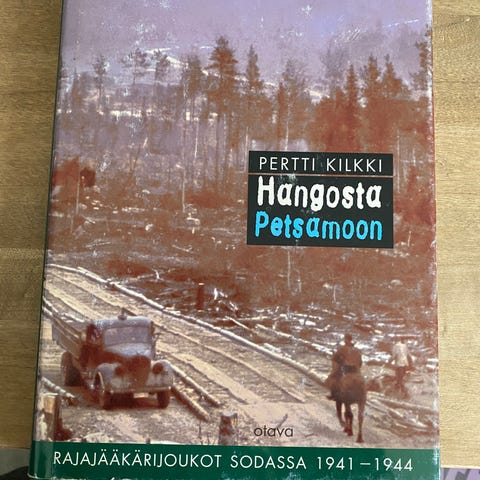 PERTTI KILKKI
Hangosta
Petsamoon
otava
RAJAJÄÄKÄRIJOUKOT SODASSA 1941–1944